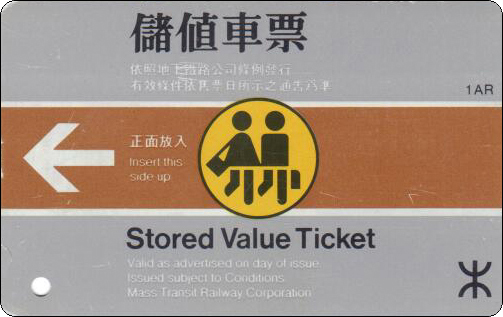 儲值車票
依照地下鐵路公司條例發行
有效條件依售票日所示之通告為準
1AR
正面放入
Insert this
side up
Stored Value Ticket
Valid as advertised on day of issue
Issued subject to Conditions
Mass Transit Railway Corporation